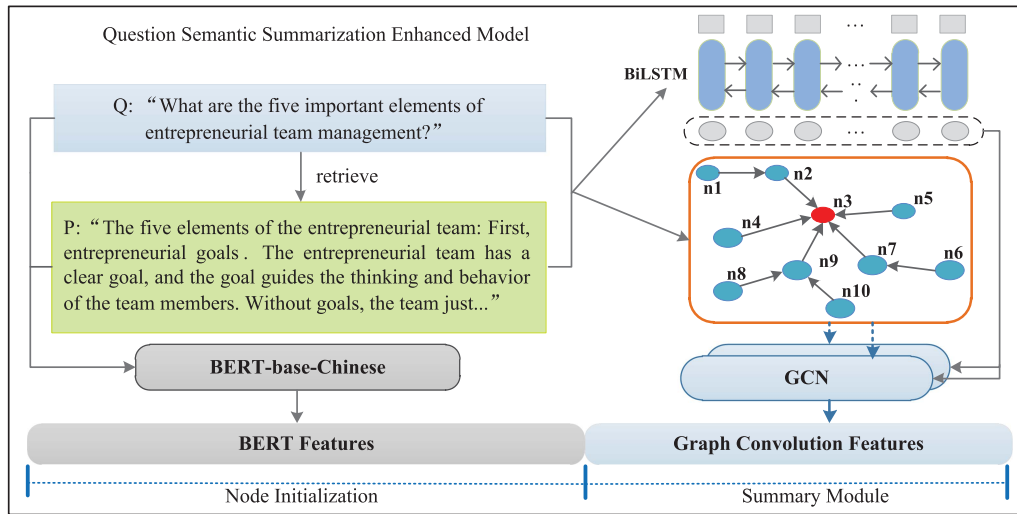 Question Semantic Summarization Enhanced Model
Q: “What are the five important elements of
entrepreneurial team management?”
retrieve
P: “The five elements of the entrepreneurial team: First,
entrepreneurial goals. The entrepreneurial team has a
clear goal, and the goal guides the thinking and behavior
of the team members. Without goals, the team just...”
BERT-base-Chinese
BERT Features
Node Initialization
...
BiLSTM
...
...
...
n1
n2
n3
n4
n5
n6
n7
n8
n9
n10
GCN
Graph Convolution Features
Summary Module